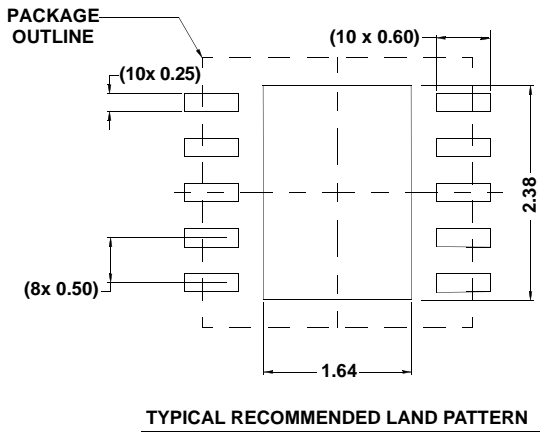 PACKAGE
OUTLINE
(10 x 0.60)
(10x 0.25)
2.38
(8x 0.50)
1.64
TYPICAL RECOMMENDED LAND PATTERN